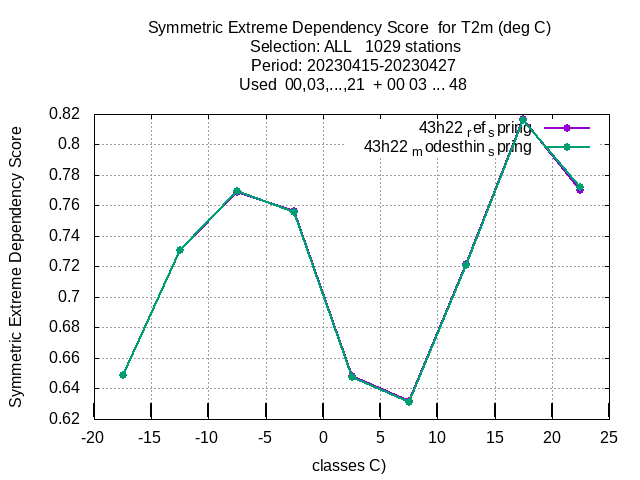 Symmetric Extreme Dependency Score  for T2m (deg C)
Selection: ALL   1029 stations
Period: 20230415-20230427
Used  00,03,...,21  + 00 03 ... 48
Symmetric Extreme Dependency Score
0.82
0.8
0.78
0.76
0.74
0.72
0.7
0.68
0.66
0.64
0.62
43h22 ref spring
43h22 modesthin spring
-20 -15 -10 -5 0 5 10 15 20 25
classes C)